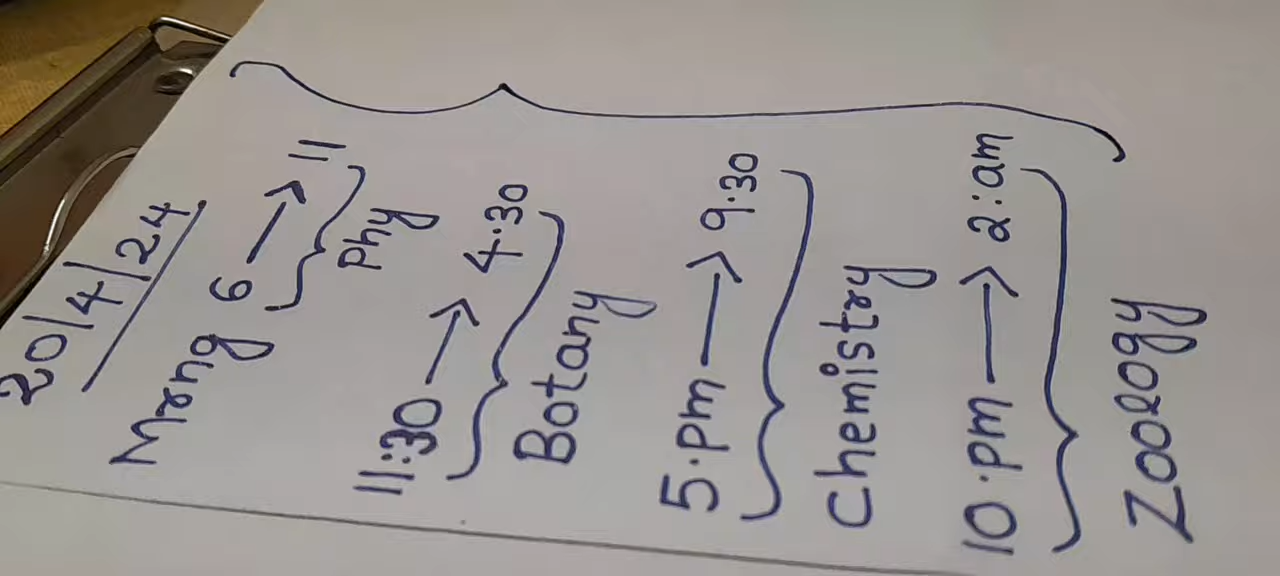 20/4/24
Mrng 6 → 11
Phy
11:30 → 4.30
Botany
5.pm → 9.30
Chemistry
10.pm → 2:am
Zoology